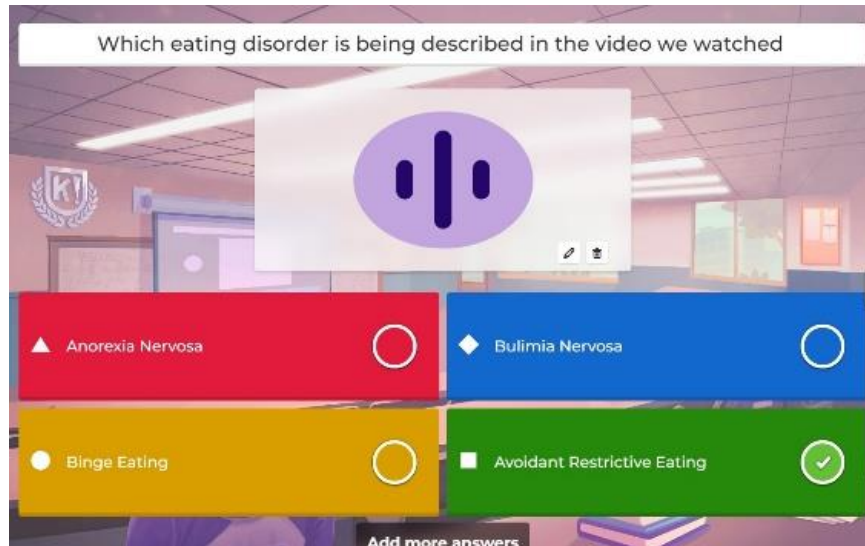 Which eating disorder is being described in the video we watched
K!
Anorexia Nervosa
Bulimia Nervosa
Binge Eating
Avoidant Restrictive Eating
Add more answers